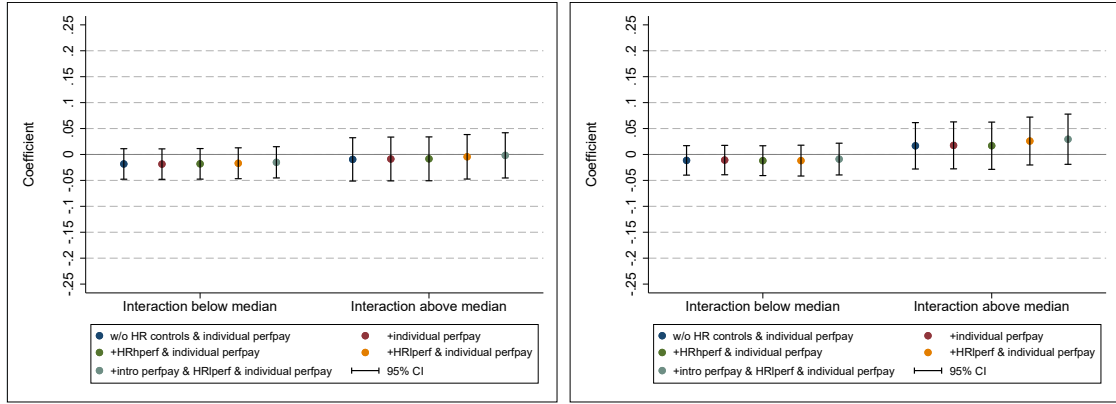 .25
.2
.15
.1
.05
0
-.05
-.1
-.15
-.2
-.25
Coefficient
Interaction below median
Interaction above median
w/o HR controls & individual perfpay
+individual perfpay
+HRhperf & individual perfpay
+HRlperf & individual perfpay
+intro perfpay & HRlperf & individual perfpay
95% CI
.25
.2
.15
.1
.05
0
-.05
-.1
-.15
-.2
-.25
Coefficient
Interaction below median
Interaction above median
w/o HR controls & individual perfpay
+individual perfpay
+HRhperf & individual perfpay
+HRlperf & individual perfpay
+intro perfpay & HRlperf & individual perfpay
95% CI